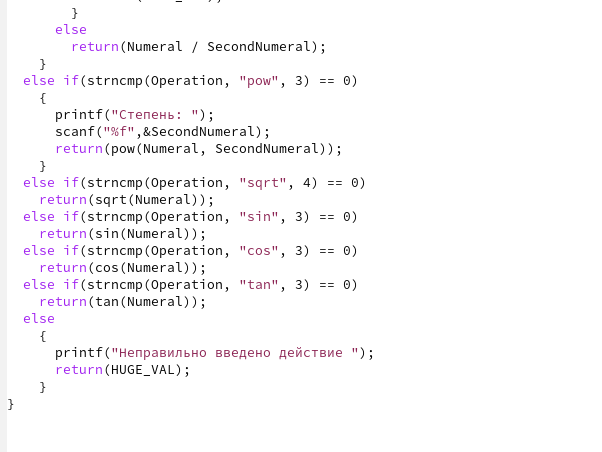 }
else
return(Numeral / SecondNumeral);
}
else if(strncmp(Operation, "pow", 3) == 0)
{
printf("Степень: ");
scanf("%f",&SecondNumeral);
return(pow(Numeral, SecondNumeral));
}
else if(strncmp(Operation, "sqrt", 4) == 0)
return(sqrt(Numeral));
else if(strncmp(Operation, "sin", 3) == 0)
return(sin(Numeral));
else if(strncmp(Operation, "cos", 3) == 0)
return(cos(Numeral));
else if(strncmp(Operation, "tan", 3) == 0)
return(tan(Numeral));
else
{
printf("Неправильно введено действие ");
return(HUGE_VAL);
}
}